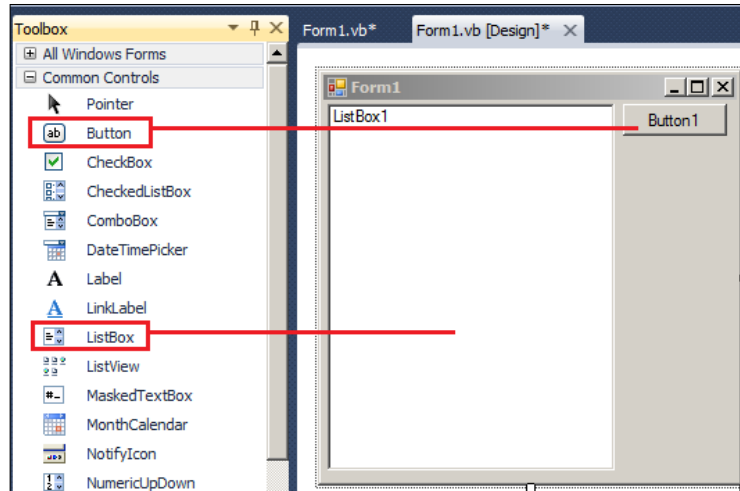 Toolbox
All Windows Forms
Common Controls
Pointer
ab Button
CheckBox
CheckedListBox
ComboBox
DateTimePicker
A Label
A LinkLabel
ListBox
ListView
#_ MaskedTextBox
MonthCalendar
NotifyIcon
NumericUpDown
Form1.vb* Form1.vb [Design]*
Form1
ListBox1
Button1